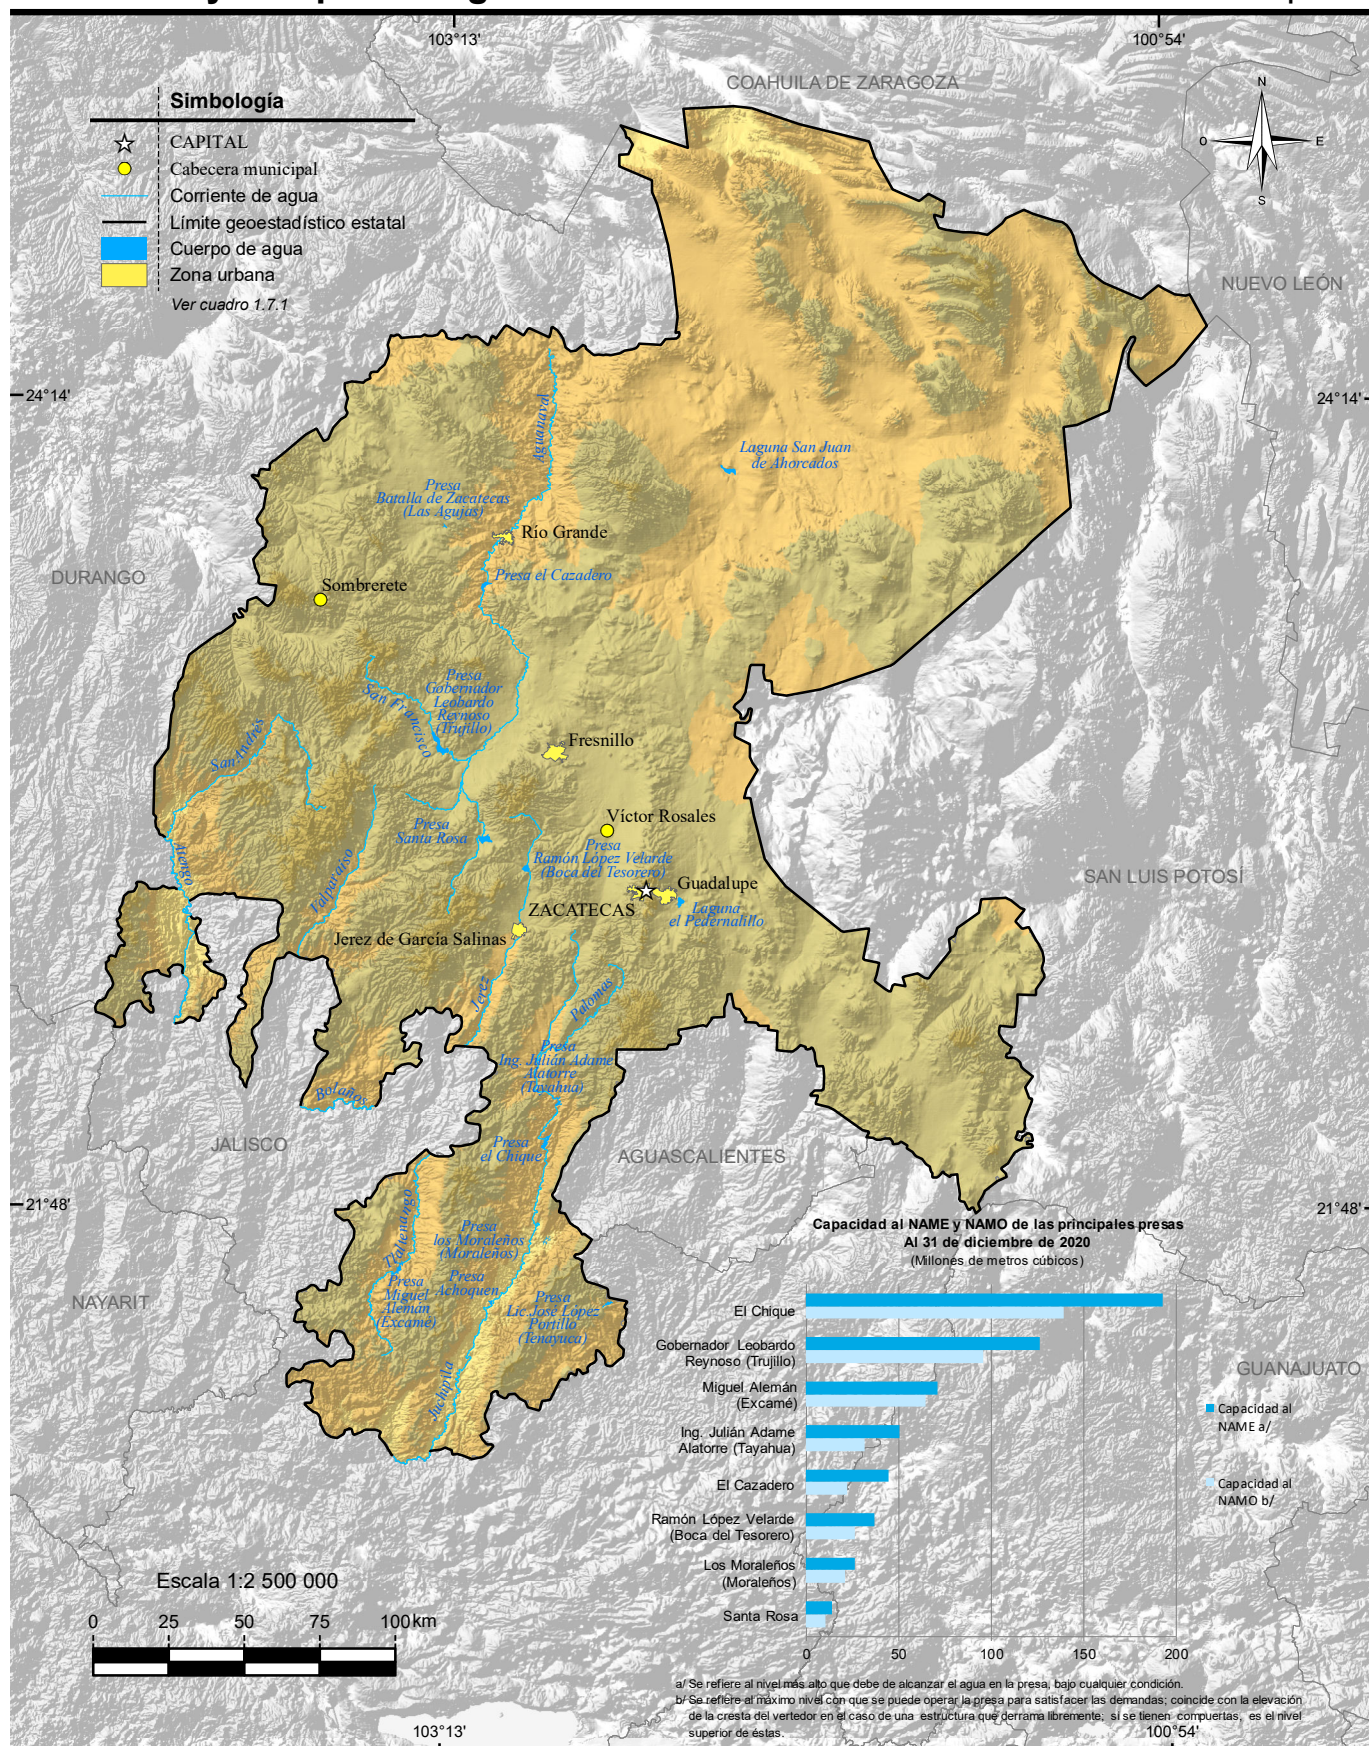 103°13'
100°54'
COAHUILA DE ZARAGOZA
N
O
E
S
Simbología
CAPITAL
Cabecera municipal
Corriente de agua
Límite geoestadístico estatal
Cuerpo de agua
Zona urbana
Ver cuadro 1.7.1
NUEVO LEÓN
24°14'
24°14'
Aguanaval
Laguna San Juan
de Ahorcados
Presa
Batalla de Zacatecas
(Las Agujas)
Río Grande
DURANGO
Presa el Cazadero
Sombrerete
Presa
Gobernador
Leobardo
Reynoso
(Trujillo)
San Francisco
San Andrés
Fresnillo
Víctor Rosales
Presa
Santa Rosa
Presa
Ramón López Velarde
(Boca del Tesorero)
Atengo
Valparaíso
Guadalupe
SAN LUIS POTOSÍ
ZACATECAS
Laguna
el Pedernalillo
Jerez de García Salinas
Jerez
Palomas
Presa
Ing. Julián Adame
Alatorre
(Tayahua)
Bolaños
JALISCO
Presa
el Chique
AGUASCALIENTES
21°48'
21°48'
Tlaltenango
Presa
los Moraleños
(Moraleños)
Presa
Achoquen
Presa
Miguel
Alemán
(Excamé)
Presa
Lic. José López
Portillo
(Tenayuca)
NAYARIT
Juchipila
GUANAJUATO
Capacidad al NAME y NAMO de las principales presas
Al 31 de diciembre de 2020
(Millones de metros cúbicos)
El Chique
Gobernador Leobardo
Reynoso (Trujillo)
Miguel Alemán
(Excamé)
Ing. Julián Adame
Alatorre (Tayahua)
El Cazadero
Ramón López Velarde
(Boca del Tesorero)
Los Moraleños
(Moraleños)
Santa Rosa
0 50 100 150 200
Capacidad al
NAME a/
Capacidad al
NAMO b/
Escala 1:2 500 000
0 25 50 75 100 km
a/ Se refiere al nivel más alto que debe de alcanzar el agua en la presa, bajo cualquier condición.
b/ Se refiere al máximo nivel con que se puede operar la presa para satisfacer las demandas; coincide con la elevación
de la cresta del vertedor en el caso de una estructura que derrama libremente; si se tienen compuertas, es el nivel
superior de éstas.
103°13'
100°54'